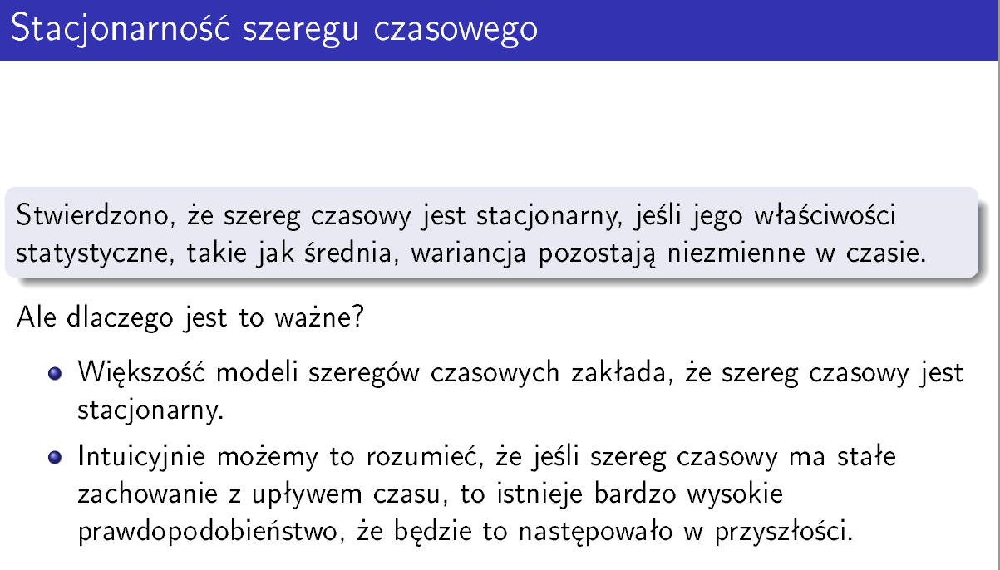 Stacjonarność szeregu czasowego
Stwierdzono, że szereg czasowy jest stacjonarny, jeśli jego właściwości
statystyczne, takie jak średnia, wariancja pozostają niezmienne w czasie.
Ale dlaczego jest to ważne?
Większość modeli szeregów czasowych zakłada, że szereg czasowy jest
stacjonarny.
Intuicyjnie możemy to rozumieć, że jeśli szereg czasowy ma stałe
zachowanie z upływem czasu, to istnieje bardzo wysokie
prawdopodobieństwo, że będzie to następowało w przyszłości.